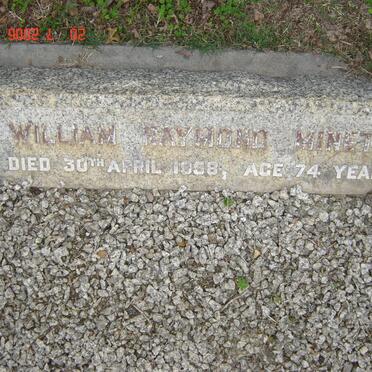 WILLIAM RAYMOND MINET
DIED 30TH APRIL 1958, AGE 74 YEA